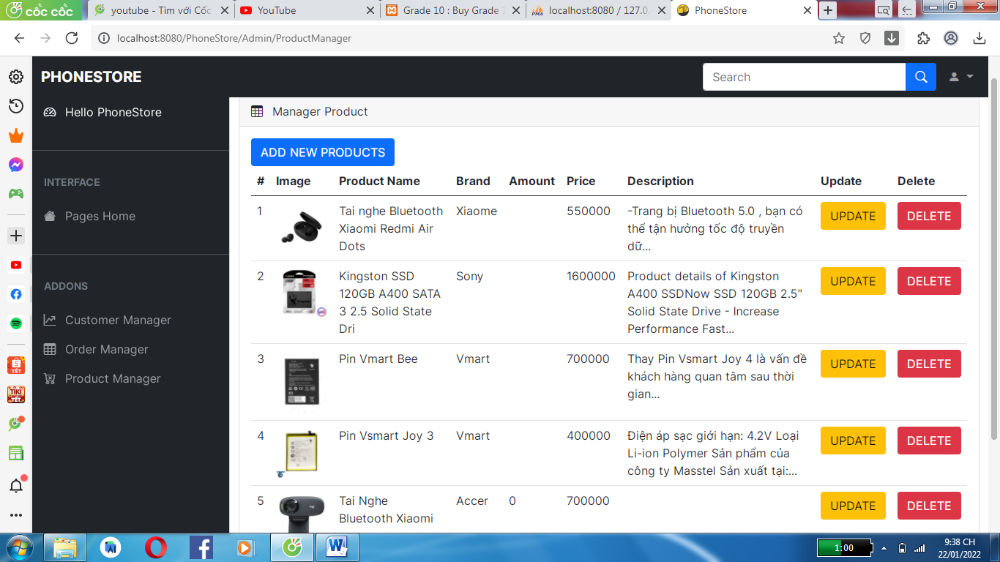 cốc cốc
youtube - Tìm với Cốc
YouTube
Grade 10 : Buy Grade
localhost:8080 / 127.0.
PhoneStore
localhost:8080/PhoneStore/Admin/ProductManager
PHONESTORE
Search
Hello PhoneStore
INTERFACE
Pages Home
ADDONS
Customer Manager
Order Manager
Product Manager
Manager Product
ADD NEW PRODUCTS
# Image Product Name Brand Amount Price Description Update Delete
1 Tai nghe Bluetooth Xiaome 550000 -Trang bị Bluetooth 5.0 , bạn có UPDATE DELETE
Xiaomi Redmi Air thể tận hưởng tốc độ truyền
Dots dữ...
2 Kingston SSD Sony 1600000 Product details of Kingston UPDATE DELETE
120GB A400 SATA A400 SSDNow SSD 120GB 2.5"
3 2.5 Solid State Solid State Drive - Increase
Dri Performance Fast...
3 Pin Vmart Bee Vmart 700000 Thay Pin Vsmart Joy 4 là vấn đề UPDATE DELETE
khách hàng quan tâm sau thời
gian...
4 Pin Vsmart Joy 3 Vmart 400000 Điện áp sạc giới hạn: 4.2V Loại UPDATE DELETE
Li-ion Polymer Sản phẩm của
công ty Masstel Sản xuất tại:...
5 Tai Nghe Accer 0 700000 UPDATE DELETE
Bluetooth Xiaomi
TẾT
TIKI
TẾT
1:00
9:38 CH
22/01/2022